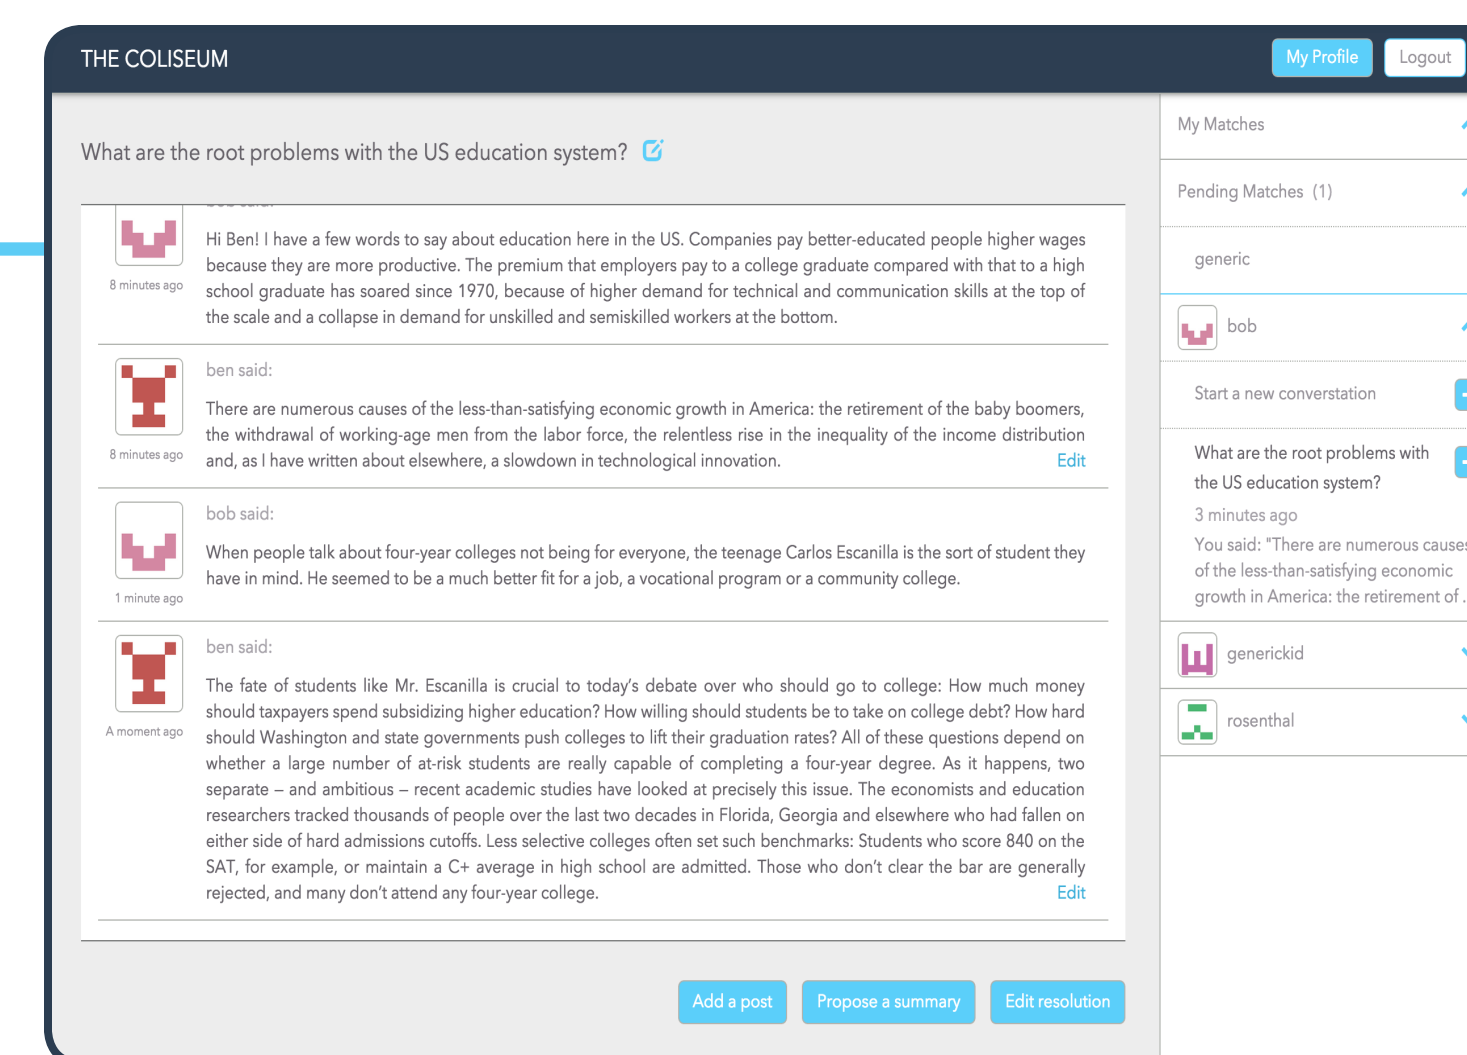 THE COLISEUM
My Profile
Logout
What are the root problems with the US education system?
Hi Ben! I have a few words to say about education here in the US. Companies pay better-educated people higher wages
because they are more productive. The premium that employers pay to a college graduate compared with that to a high
school graduate has soared since 1970, because of higher demand for technical and communication skills at the top of
the scale and a collapse in demand for unskilled and semiskilled workers at the bottom.
8 minutes ago
ben said:
There are numerous causes of the less-than-satisfying economic growth in America: the retirement of the baby boomers,
the withdrawal of working-age men from the labor force, the relentless rise in the inequality of the income distribution
and, as I have written about elsewhere, a slowdown in technological innovation.
Edit
8 minutes ago
bob said:
When people talk about four-year colleges not being for everyone, the teenage Carlos Escanilla is the sort of student they
have in mind. He seemed to be a much better fit for a job, a vocational program or a community college.
1 minute ago
ben said:
The fate of students like Mr. Escanilla is crucial to today’s debate over who should go to college: How much money
should taxpayers spend subsidizing higher education? How willing should students be to take on college debt? How hard
should Washington and state governments push colleges to lift their graduation rates? All of these questions depend on
whether a large number of at-risk students are really capable of completing a four-year degree. As it happens, two
separate – and ambitious – recent academic studies have looked at precisely this issue. The economists and education
researchers tracked thousands of people over the last two decades in Florida, Georgia and elsewhere who had fallen on
either side of hard admissions cutoffs. Less selective colleges often set such benchmarks: Students who score 840 on the
SAT, for example, or maintain a C+ average in high school are admitted. Those who don’t clear the bar are generally
rejected, and many don’t attend any four-year college.
Edit
A moment ago
Add a post
Propose a summary
Edit resolution
My Matches
Pending Matches (1)
generic
bob
Start a new converstation
What are the root problems with
the US education system?
3 minutes ago
You said: "There are numerous causes
of the less-than-satisfying economic
growth in America: the retirement of .
generickid
rosenthal